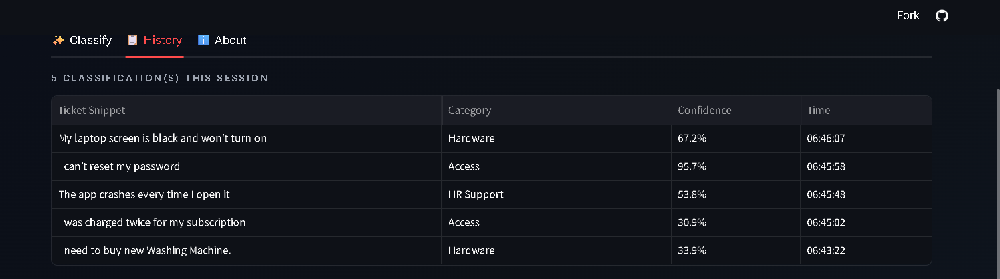 Fork
Classify
History
About
5 CLASSIFICATION(S) THIS SESSION
Ticket Snippet Category Confidence Time
My laptop screen is black and won't turn on Hardware 67.2% 06:46:07
I can't reset my password Access 95.7% 06:45:58
The app crashes every time I open it HR Support 53.8% 06:45:48
I was charged twice for my subscription Access 30.9% 06:45:02
I need to buy new Washing Machine. Hardware 33.9% 06:43:22